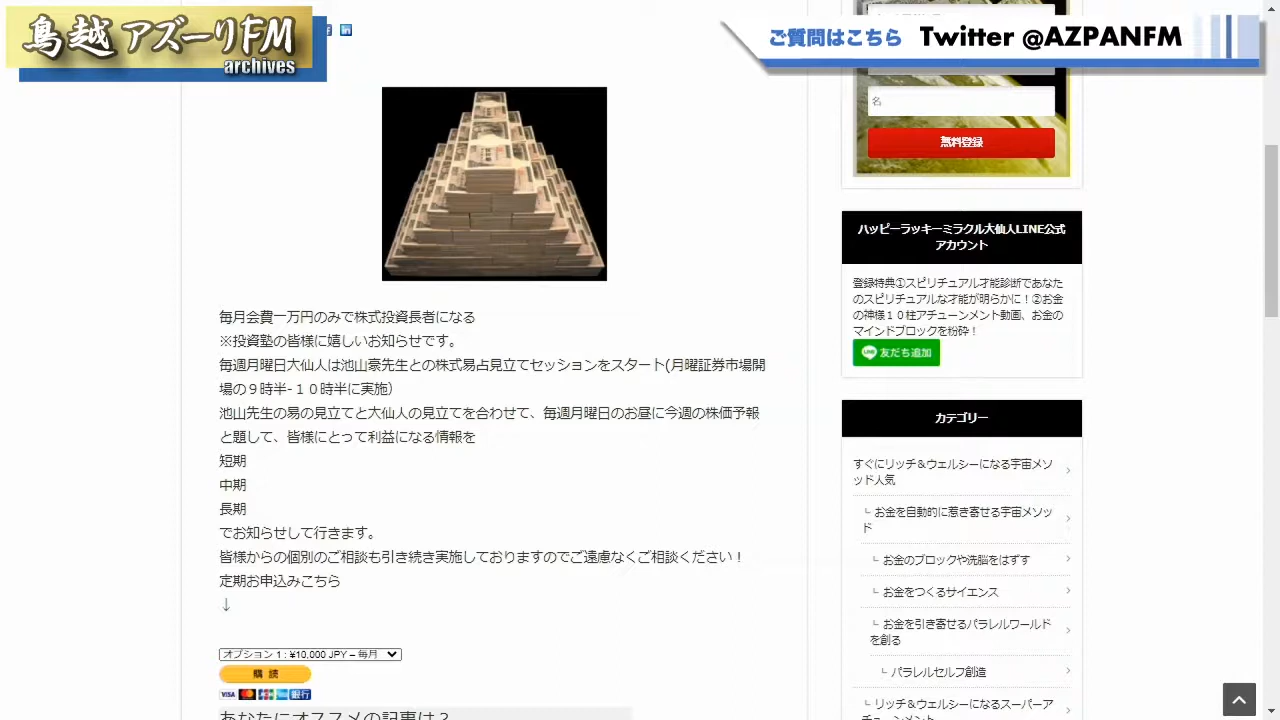 鳥越 アズーリFM
archives
ご質問はこちら Twitter @AZPANFM
毎月会費一万円のみで株式投資長者になる
※投資塾の皆様に嬉しいお知らせです。
毎週月曜日大仙人は池山豪先生との株式易占見立てセッションをスタート(月曜証券市場開
場の９時半-１０時半に実施）
池山先生の易の見立てと大仙人の見立てを合わせて、毎週月曜日のお昼に今週の株価予報
と題して、皆様にとって利益になる情報を
短期
中期
長期
でお知らせして行きます。
皆様からの個別のご相談も引き続き実施しておりますのでご遠慮なくご相談ください！
定期お申込みこちら
↓
オプション 1 : ¥10,000 JPY – 毎月
購 読
VISA 銀行
あなたにオススメの記事は？
名
無料登録
ハッピーラッキーミラクル大仙人LINE公式
アカウント
登録特典①スピリチュアル才能診断であなた
のスピリチュアルな才能が明らかに！②お金
の神様１０柱アチューンメント動画、お金の
マインドブロックを粉砕！
LINE 友だち追加
カテゴリー
すぐにリッチ＆ウェルシーになる宇宙メソ
ッド人気
└ お金を自動的に惹き寄せる宇宙メソッ
ド
└ お金のブロックや洗脳をはずす
└ お金をつくるサイエンス
└ お金を引き寄せるパラレルワールド
を創る
└ パラレルセルフ創造
└ リッチ＆ウェルシーになるスーパーア
チューンメント